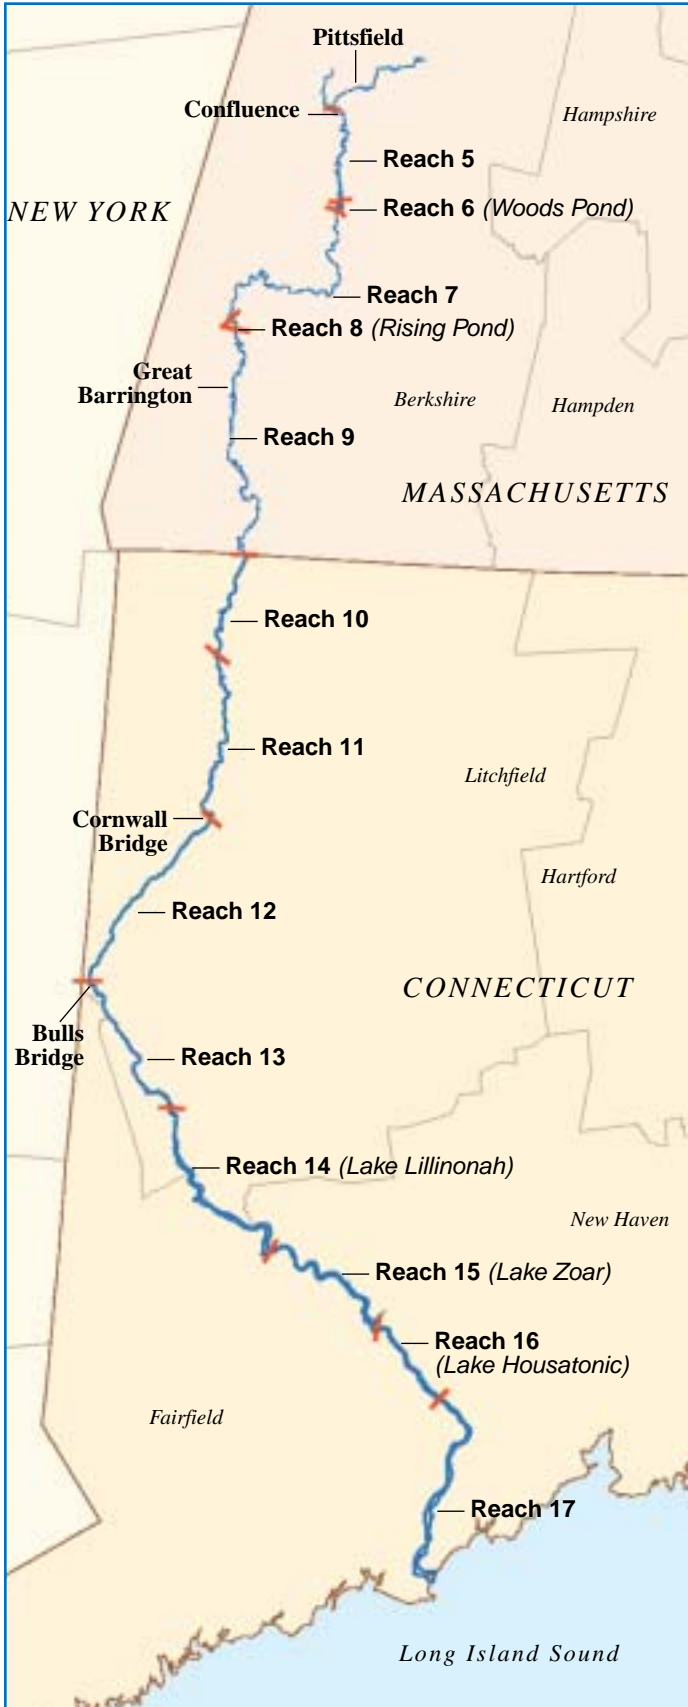 Pittsfield
Confluence
Hampshire
Reach 5
NEW YORK
Reach 6 (Woods Pond)
Reach 7
Reach 8 (Rising Pond)
Great
Barrington
Berkshire
Hampden
Reach 9
MASSACHUSETTS
Reach 10
Reach 11
Litchfield
Cornwall
Bridge
Hartford
Reach 12
CONNECTICUT
Bulls
Bridge
Reach 13
Reach 14 (Lake Lillinonah)
New Haven
Reach 15 (Lake Zoar)
Reach 16
(Lake Housatonic)
Fairfield
Reach 17
Long Island Sound